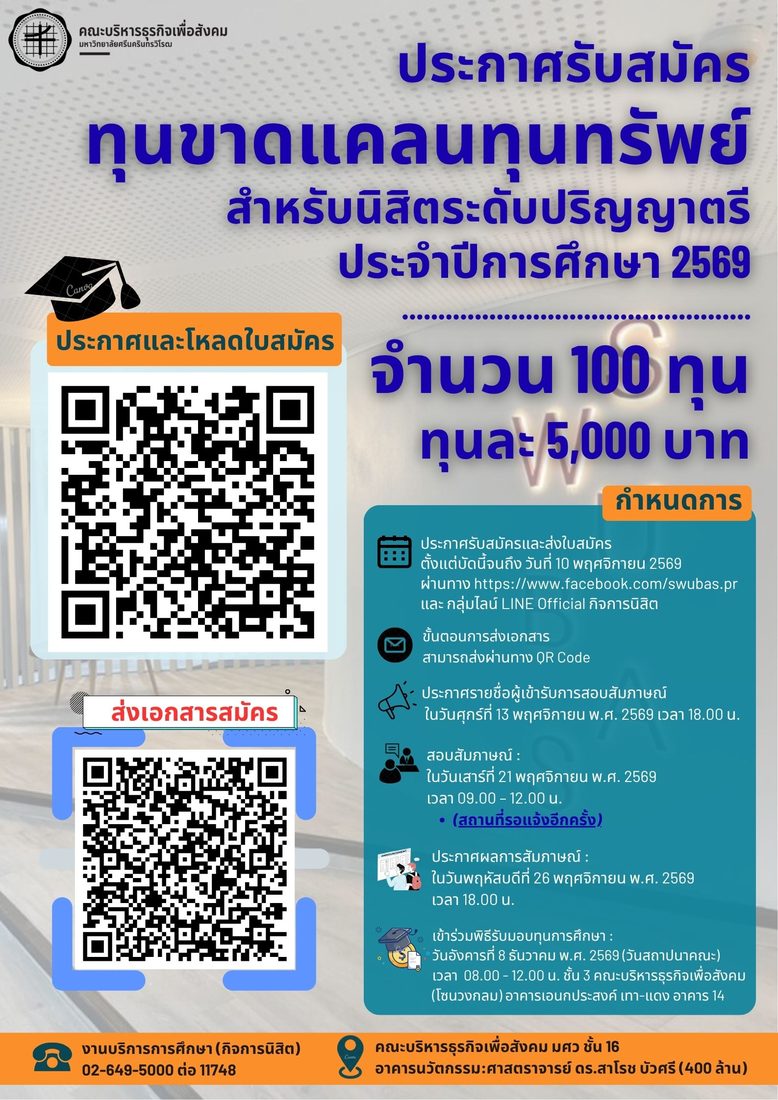 คณะบริหารธุรกิจเพื่อสังคม
มหาวิทยาลัยศรีนครินทรวิโรฒ
ประกาศรับสมัคร
ทุนขาดแคลนทุนทรัพย์
สำหรับนิสิตระดับปริญญาตรี
ประจำปีการศึกษา 2569
จำนวน 100 ทุน
ทุนละ 5,000 บาท
Canva
ประกาศและโหลดใบสมัคร
ส่งเอกสารสมัคร
กำหนดการ
ประกาศรับสมัครและส่งใบสมัคร
ตั้งแต่บัดนี้จนถึง วันที่ 10 พฤศจิกายน 2569
ผ่านทาง https://www.facebook.com/swubas.pr
และ กลุ่มไลน์ LINE Official กิจการนิสิต
ขั้นตอนการส่งเอกสาร
สามารถส่งผ่านทาง QR Code
ประกาศรายชื่อผู้เข้ารับการสอบสัมภาษณ์
ในวันศุกร์ที่ 13 พฤศจิกายน พ.ศ. 2569 เวลา 18.00 น.
สอบสัมภาษณ์ :
ในวันเสาร์ที่ 21 พฤศจิกายน พ.ศ. 2569
เวลา 09.00 – 12.00 น.
• (สถานที่รอแจ้งอีกครั้ง)
ประกาศผลการสัมภาษณ์ :
ในวันพฤหัสบดีที่ 26 พฤศจิกายน พ.ศ. 2569
เวลา 18.00 น.
เข้าร่วมพิธีรับมอบทุนการศึกษา :
วันอังคารที่ 8 ธันวาคม พ.ศ. 2569 (วันสถาปนาคณะ)
เวลา 08.00 - 12.00 น. ชั้น 3 คณะบริหารธุรกิจเพื่อสังคม
(โซนวงกลม) อาคารเอนกประสงค์ เทา-แดง อาคาร 14
งานบริการการศึกษา (กิจการนิสิต)
02-649-5000 ต่อ 11748
คณะบริหารธุรกิจเพื่อสังคม มศว ชั้น 16
อาคารนวัตกรรม:ศาสตราจารย์ ดร.สาโรช บัวศรี (400 ล้าน)